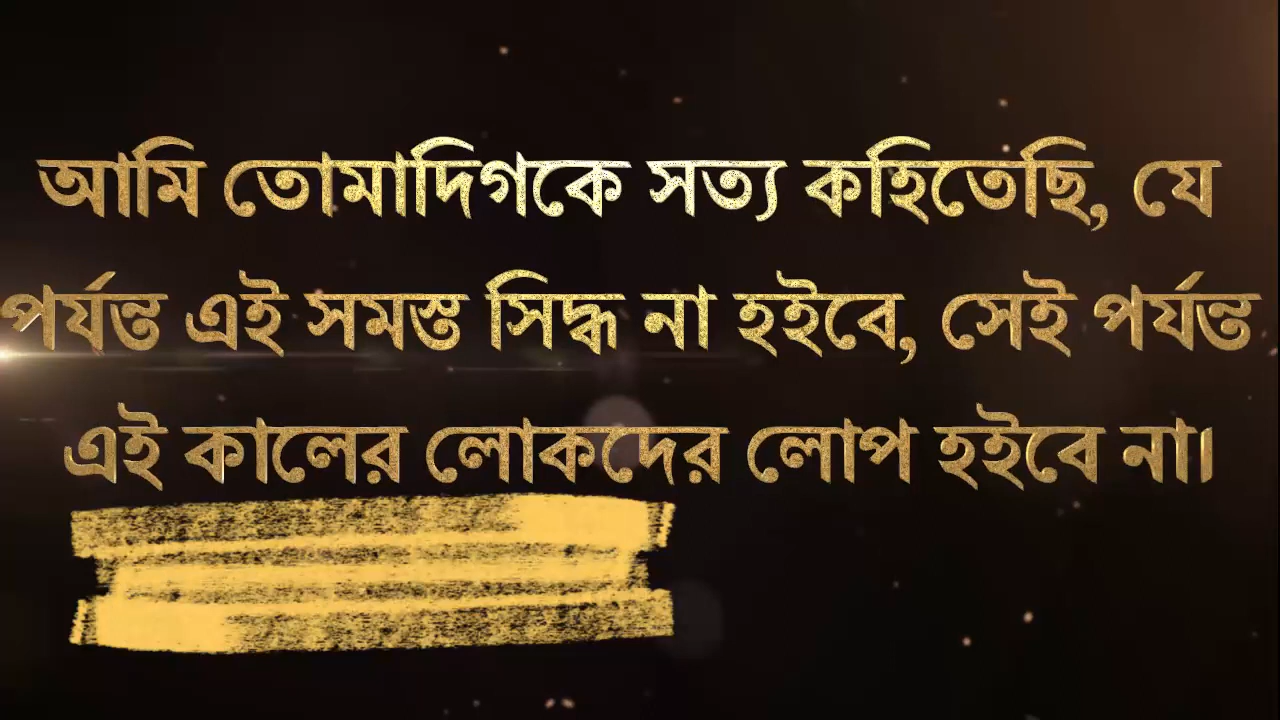 আমি তোমাদিগকে সত্য কহিতেছি, যে
পর্য্যন্ত এই সমস্ত সিদ্ধ না হইবে, সেই পর্যন্ত
এই কালের লোকদের লোপ হইবে না।